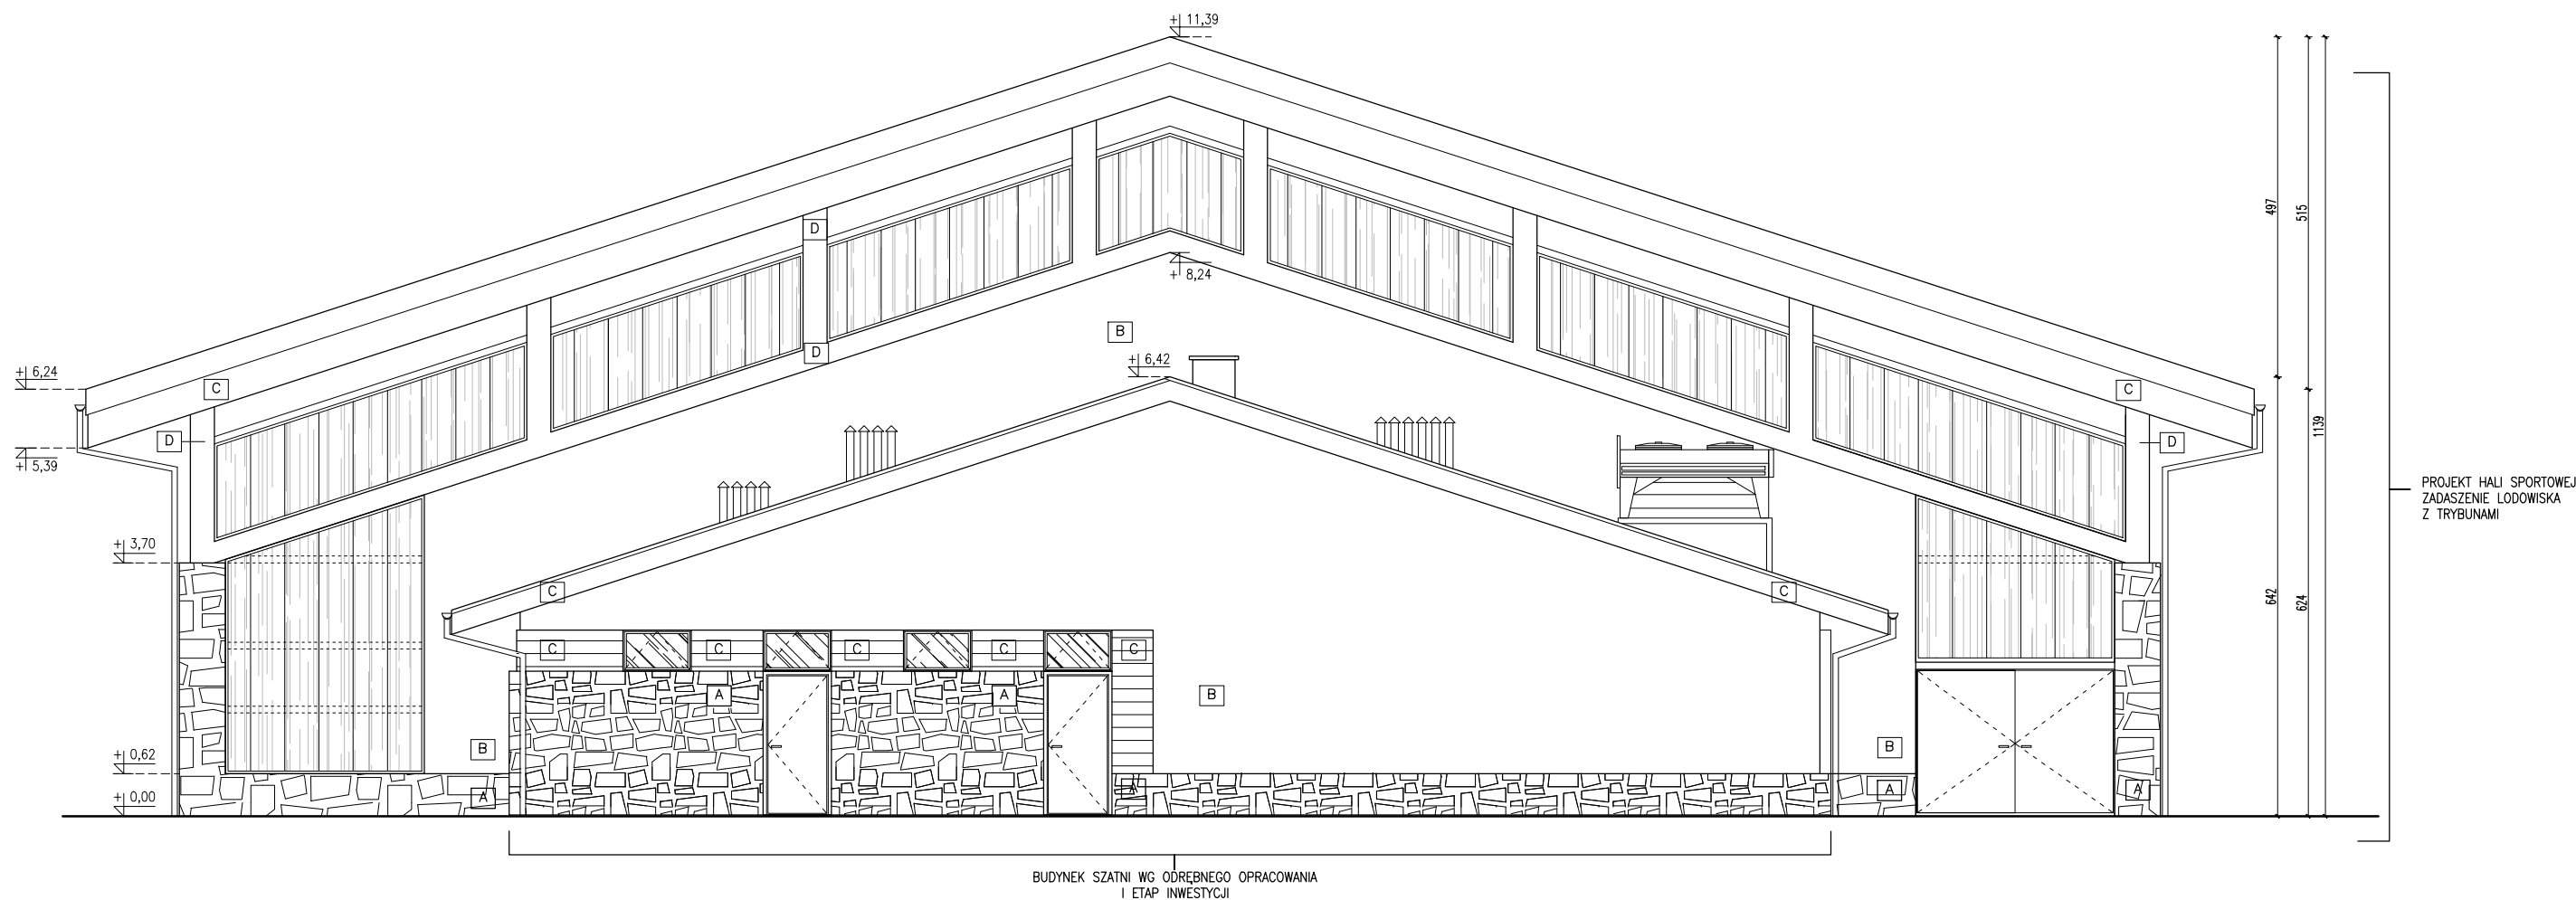 + 11,39
+ 8,24
+ 6,42
+ 6,24
+ 5,39
+ 3,70
+ 0,62
+ 0,00
D
D
B
C
C
D
D
C
C
C
C
C
C
C
A
A
B
B
B
A
A
A
A
497
515
1139
642
624
PROJEKT HALI SPORTOWEJ
ZADASZENIE LODOWISKA
Z TRYBUNAMI
BUDYNEK SZATNI WG ODRĘBNEGO OPRACOWANIA
I ETAP INWESTYCJI